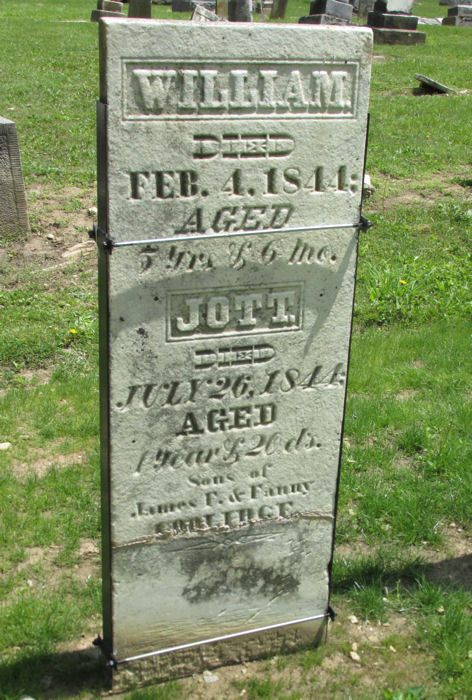 WILLIAM
DIED
FEB. 4. 1844;
AGED
5 Yrs. & 6 mo.
JOTT.
DIED
JULY 26, 1844.
AGED
1 Year & 20 ds.
Sons of
James F. & Fanny